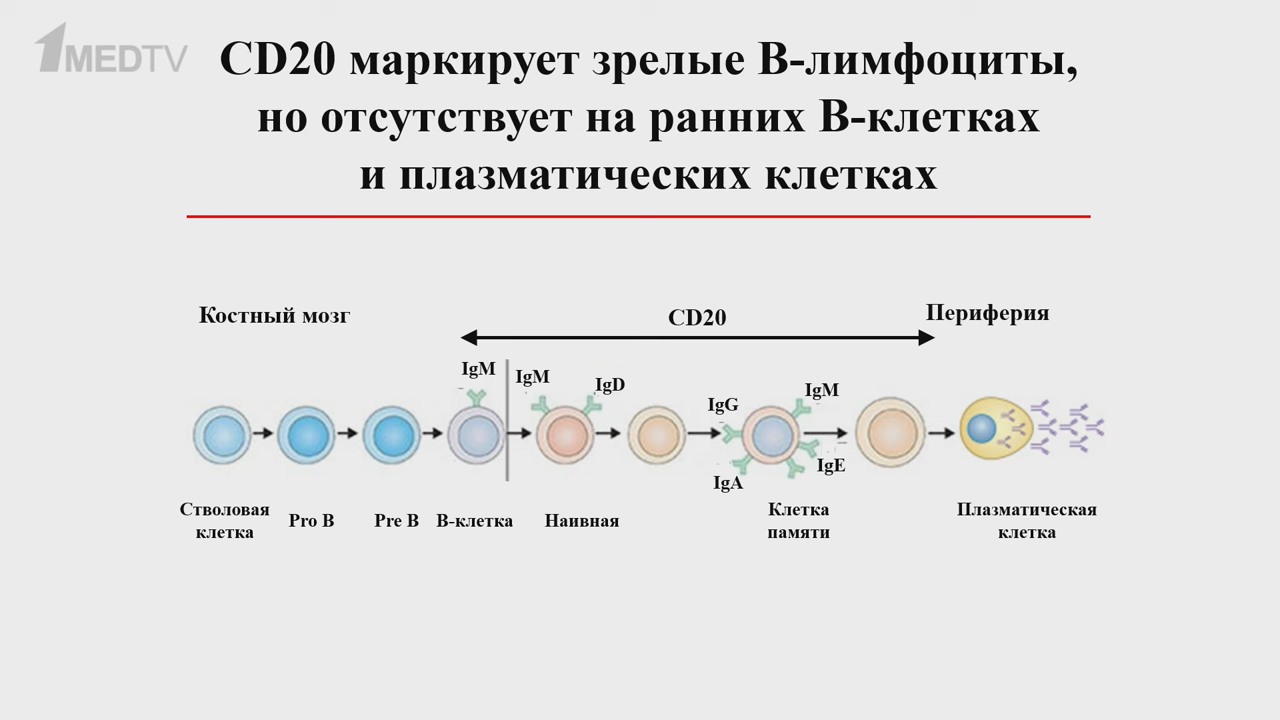 1MEDTV
CD20 маркирует зрелые В-лимфоциты,
но отсутствует на ранних В-клетках
и плазматических клетках
Костный мозг
CD20
Периферия
IgM
IgM
IgD
IgG
IgM
IgA
IgE
Стволовая
клетка
Pro B
Pre B
В-клетка
Наивная
Клетка
памяти
Плазматическая
клетка